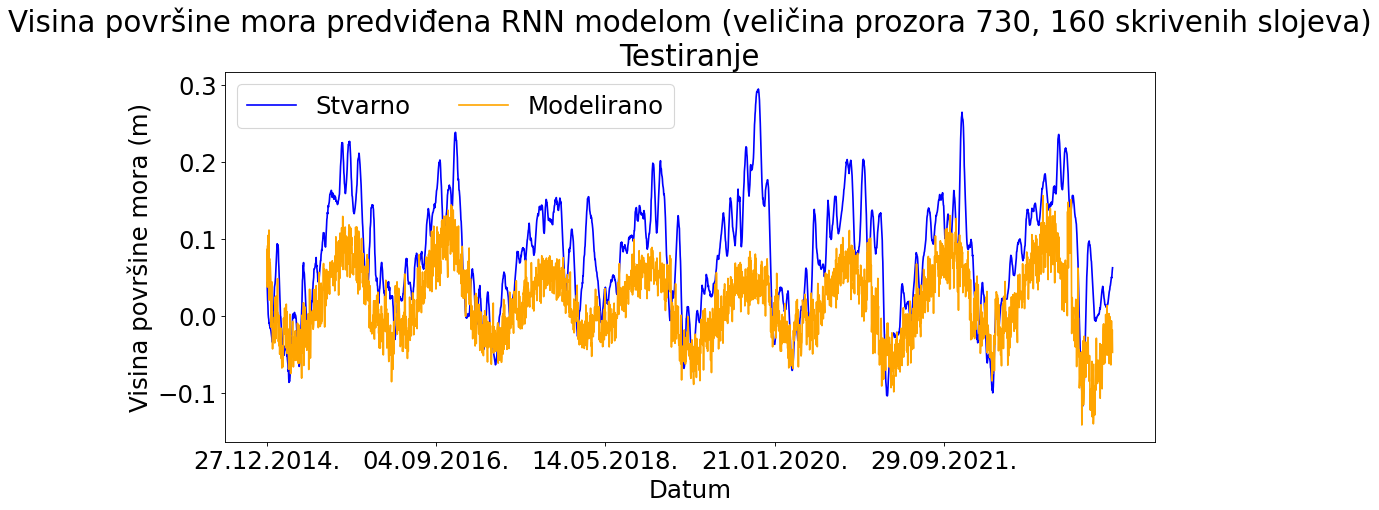 Visina površine mora predviđena RNN modelom (veličina prozora 730, 160 skrivenih slojeva)
Testiranje
Stvarno Modelirano
Visina površine mora (m)
0.3
0.2
0.1
0.0
−0.1
27.12.2014. 04.09.2016. 14.05.2018. 21.01.2020. 29.09.2021.
Datum